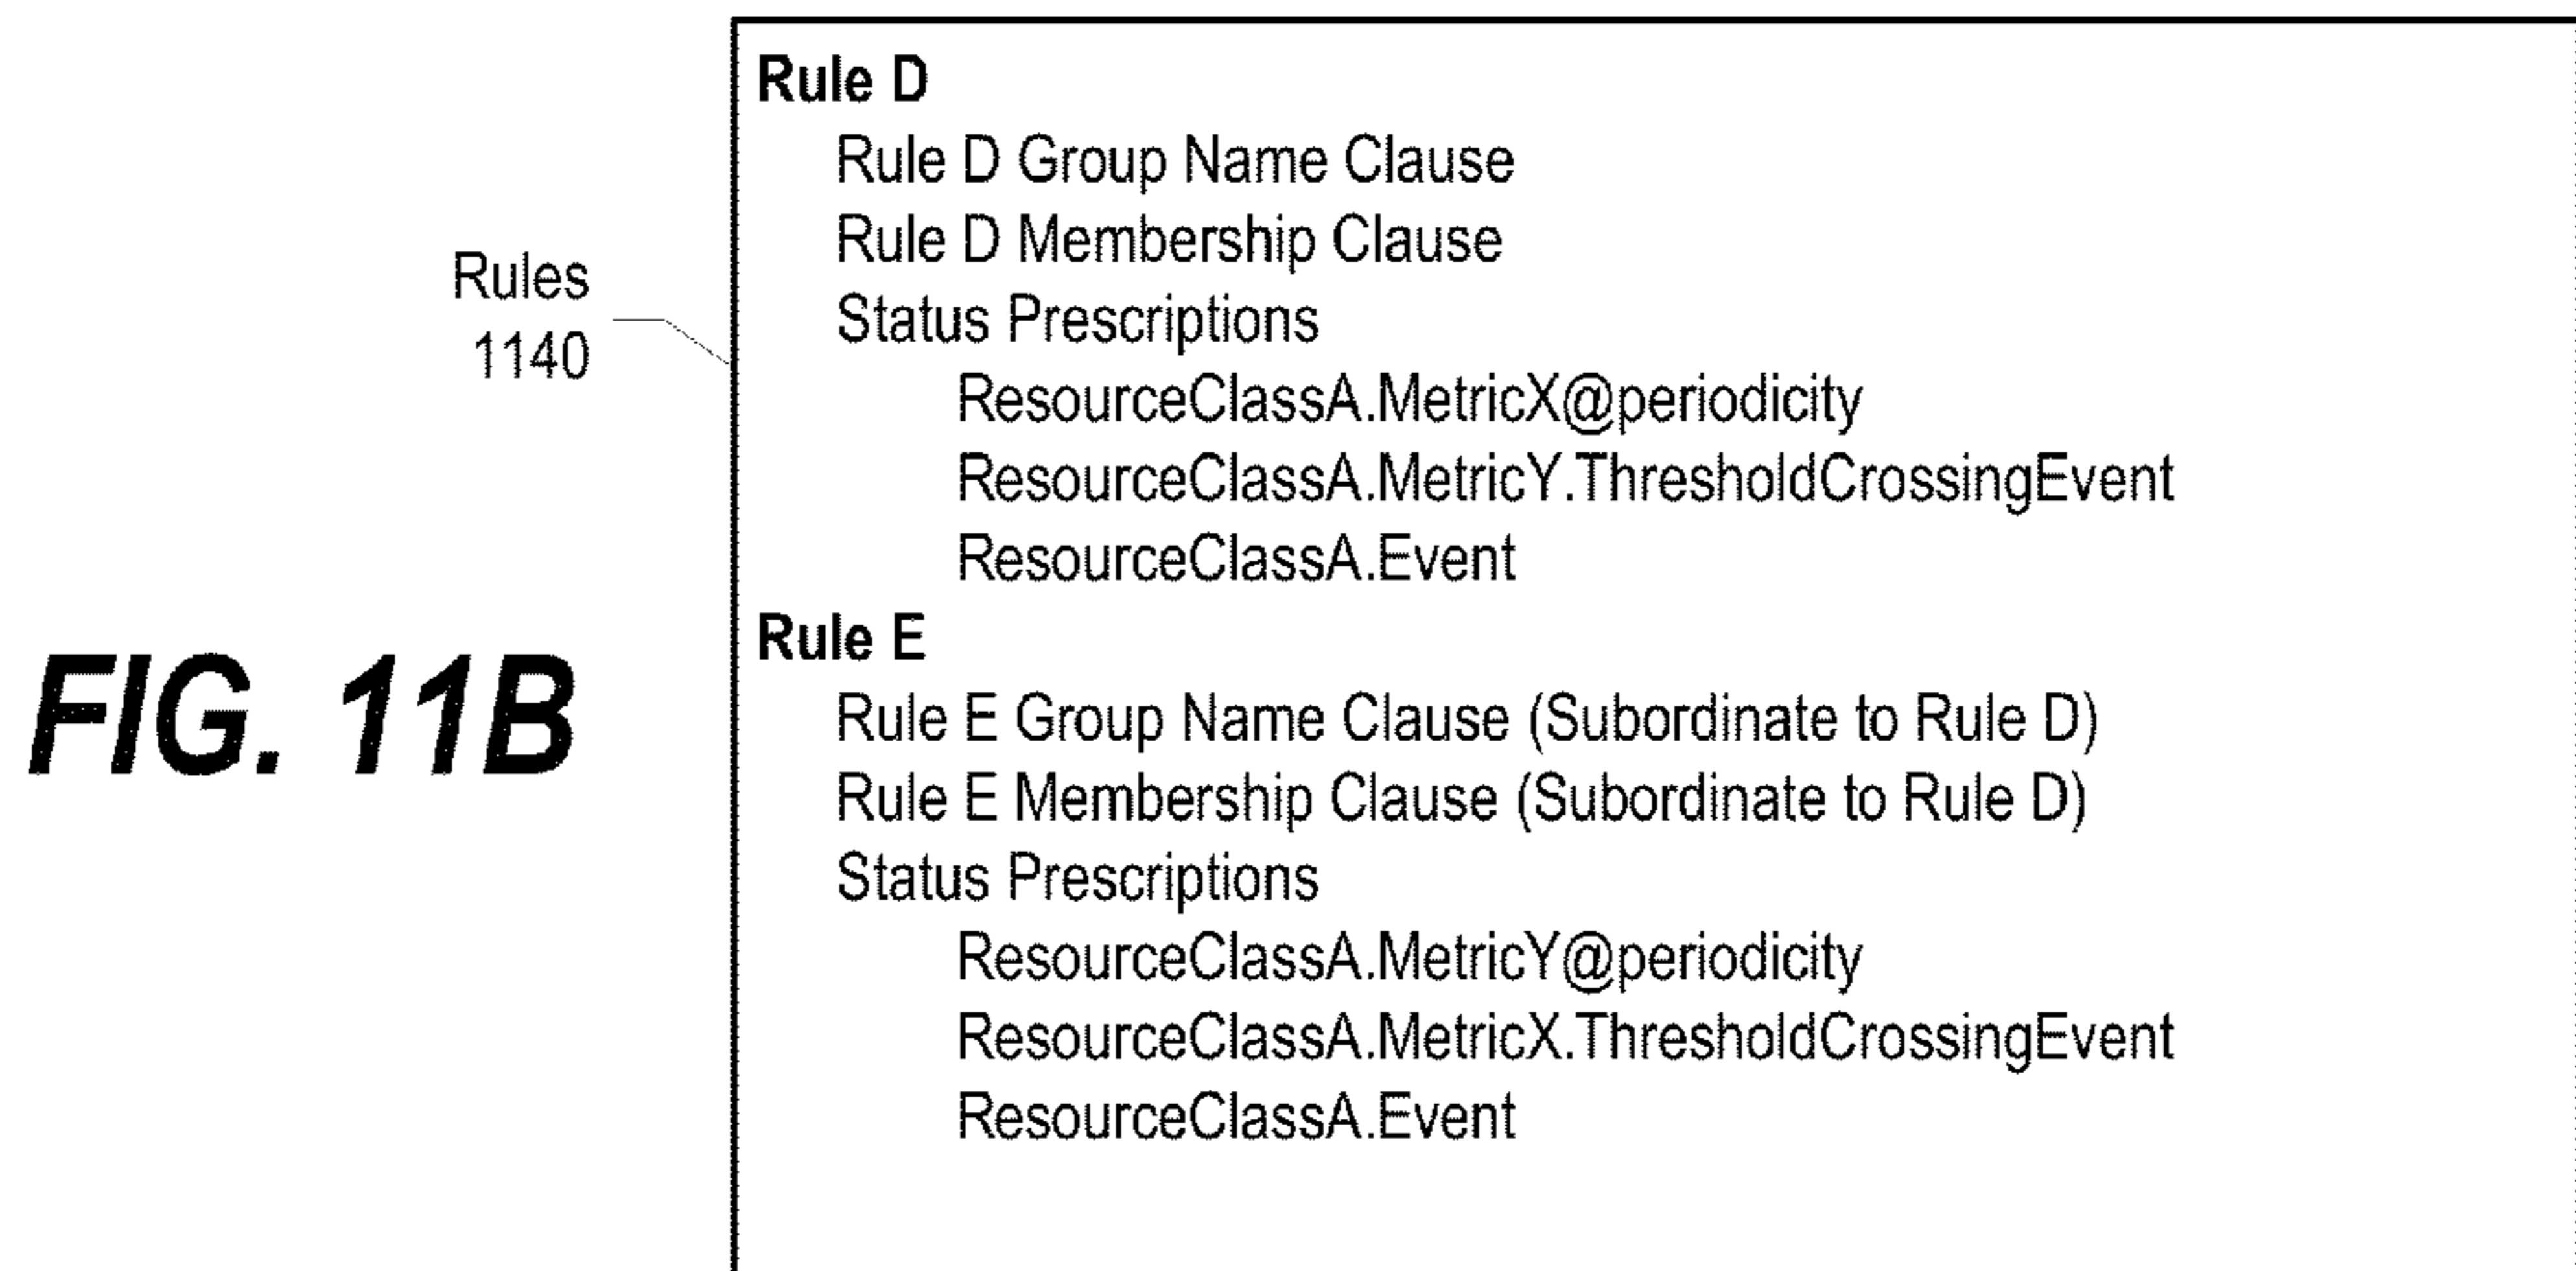 Rules
1140
FIG. 11B
Rule D
Rule D Group Name Clause
Rule D Membership Clause
Status Prescriptions
ResourceClassA.MetricX@periodicity
ResourceClassA.MetricY.ThresholdCrossingEvent
ResourceClassA.Event
Rule E
Rule E Group Name Clause (Subordinate to Rule D)
Rule E Membership Clause (Subordinate to Rule D)
Status Prescriptions
ResourceClassA.MetricY@periodicity
ResourceClassA.MetricX.ThresholdCrossingEvent
ResourceClassA.Event